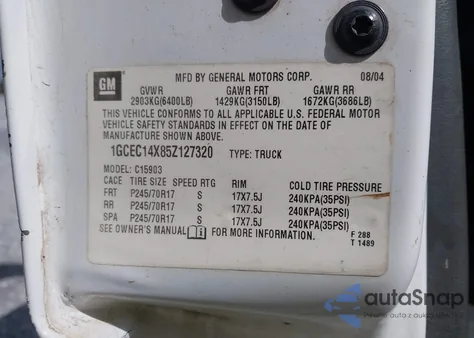 GM
MFD BY GENERAL MOTORS CORP. 08/04
GVWR GAWR FRT GAWR RR
2903KG(6400LB) 1429KG(3150LB) 1672KG(3686LB)
THIS VEHICLE CONFORMS TO ALL APPLICABLE U.S. FEDERAL MOTOR
VEHICLE SAFETY STANDARDS IN EFFECT ON THE DATE OF
MANUFACTURE SHOWN ABOVE.
1GCEC14X85Z127320 TYPE: TRUCK
MODEL: C15903
CACE TIRE SIZE SPEED RTG RIM COLD TIRE PRESSURE
FRT P245/70R17 S 17X7.5J 240KPA(35PSI)
RR P245/70R17 S 17X7.5J 240KPA(35PSI)
SPA P245/70R17 S 17X7.5J 240KPA(35PSI)
SEE OWNER'S MANUAL FOR MORE INFORMATION.
F 288
T 1489
autoSnap
Twoje auta z aukcji